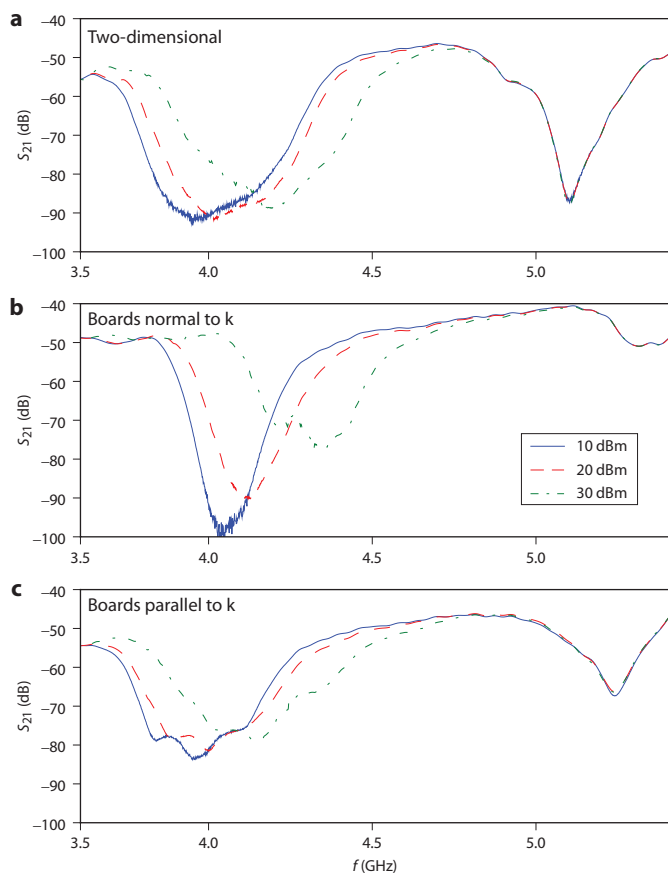 a
Two-dimensional
−40
−50
−60
−70
−80
−90
−100
S21 (dB)
3.5 4.0 4.5 5.0
b
Boards normal to k
−40
−50
−60
−70
−80
−90
−100
S21 (dB)
10 dBm
20 dBm
30 dBm
3.5 4.0 4.5 5.0
c
Boards parallel to k
−40
−50
−60
−70
−80
−90
−100
S21 (dB)
3.5 4.0 4.5 5.0
f (GHz)